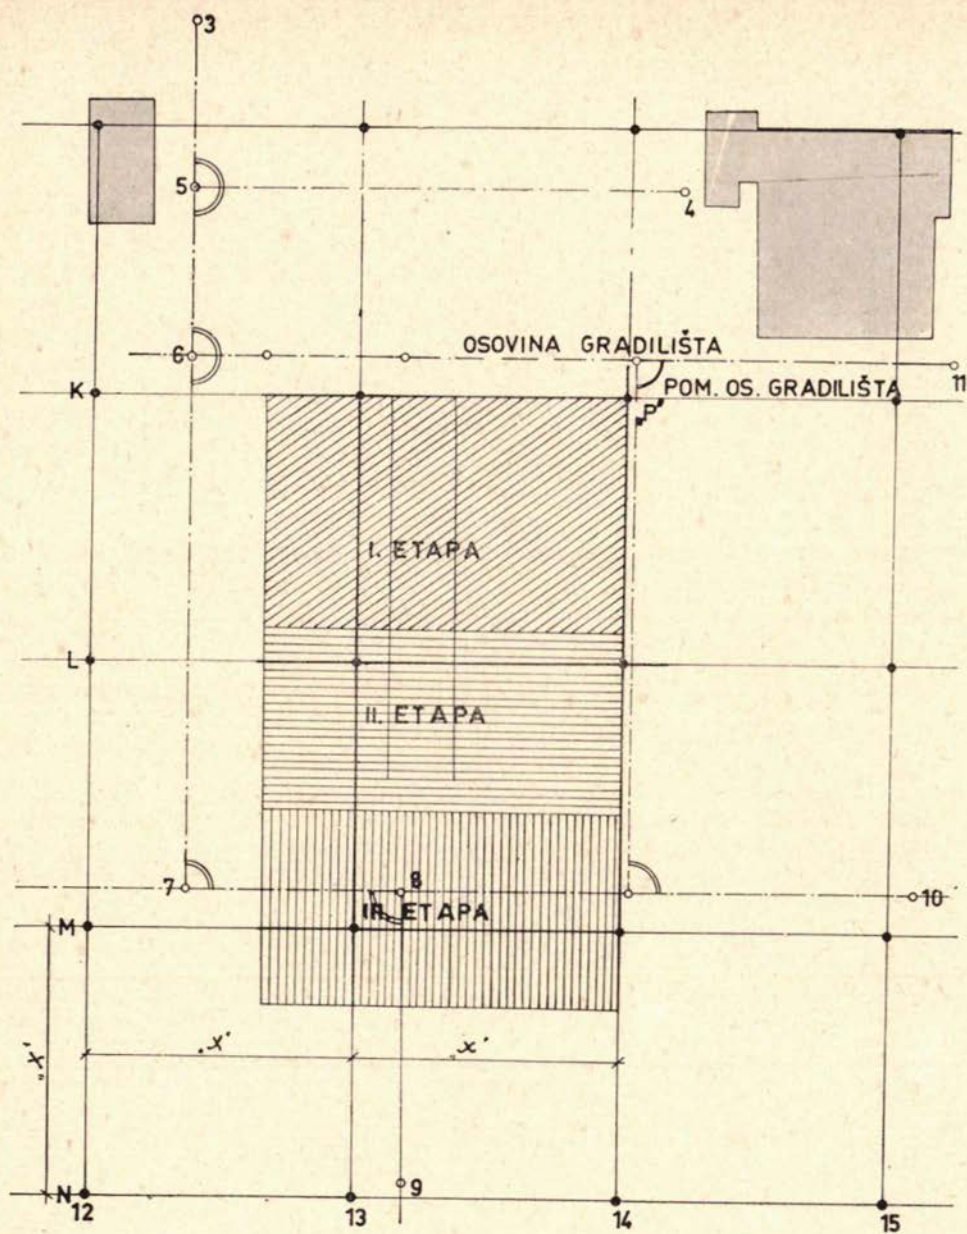 3
5
4
6
OSOVINA GRADILIŠTA
11
K
POM. OS. GRADILIŠTA
„P"
I. ETAPA
L
II. ETAPA
7
8
10
III. ETAPA
M
„x"
„x"
„x"
N
9
12
13
14
15